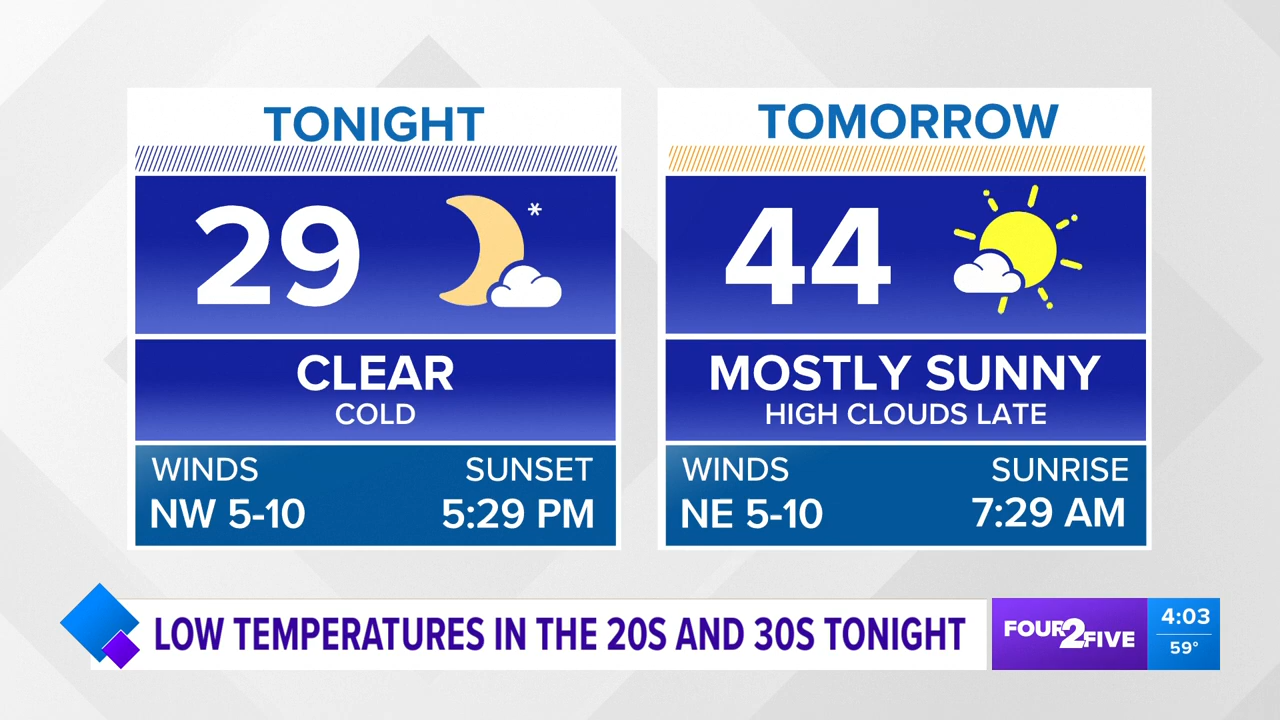 TONIGHT
29
CLEAR
COLD
WINDS SUNSET
NW 5-10 5:29 PM
TOMORROW
44
MOSTLY SUNNY
HIGH CLOUDS LATE
WINDS SUNRISE
NE 5-10 7:29 AM
LOW TEMPERATURES IN THE 20S AND 30S TONIGHT
FOUR2FIVE
4:03
59°